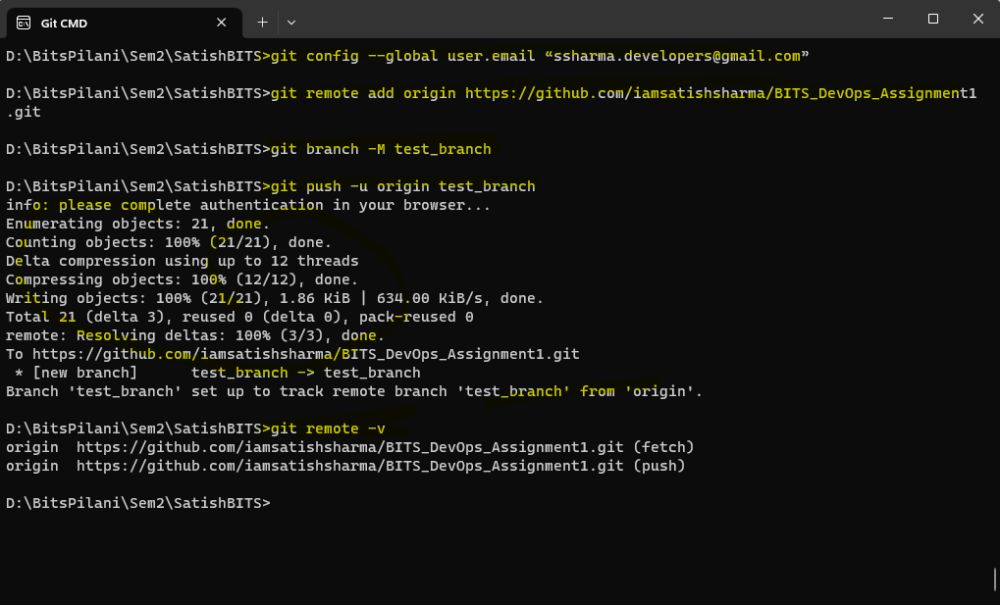 Git CMD
D:\BitsPilani\Sem2\SatishBITS>git config --global user.email “ssharma.developers@gmail.com”
D:\BitsPilani\Sem2\SatishBITS>git remote add origin https://github.com/iamsatishsharma/BITS_DevOps_Assignment1
.git
D:\BitsPilani\Sem2\SatishBITS>git branch -M test_branch
D:\BitsPilani\Sem2\SatishBITS>git push -u origin test_branch
info: please complete authentication in your browser...
Enumerating objects: 21, done.
Counting objects: 100% (21/21), done.
Delta compression using up to 12 threads
Compressing objects: 100% (12/12), done.
Writing objects: 100% (21/21), 1.86 KiB | 634.00 KiB/s, done.
Total 21 (delta 3), reused 0 (delta 0), pack-reused 0
remote: Resolving deltas: 100% (3/3), done.
To https://github.com/iamsatishsharma/BITS_DevOps_Assignment1.git
 * [new branch]      test_branch -> test_branch
Branch 'test_branch' set up to track remote branch 'test_branch' from 'origin'.
D:\BitsPilani\Sem2\SatishBITS>git remote -v
origin  https://github.com/iamsatishsharma/BITS_DevOps_Assignment1.git (fetch)
origin  https://github.com/iamsatishsharma/BITS_DevOps_Assignment1.git (push)
D:\BitsPilani\Sem2\SatishBITS>